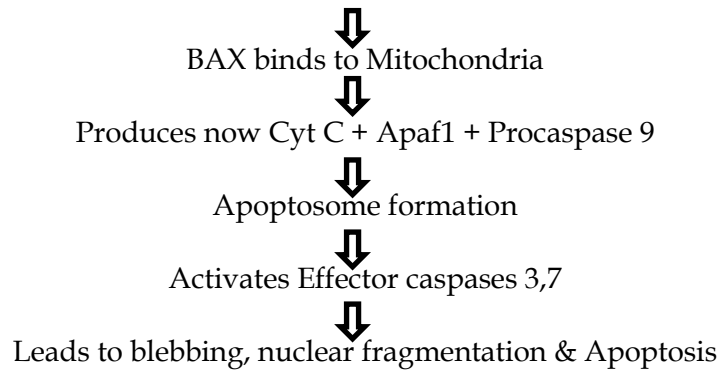 BAX binds to Mitochondria
Produces now Cyt C + Apaf1 + Procaspase 9
Apoptosome formation
Activates Effector caspases 3,7
Leads to blebbing, nuclear fragmentation & Apoptosis